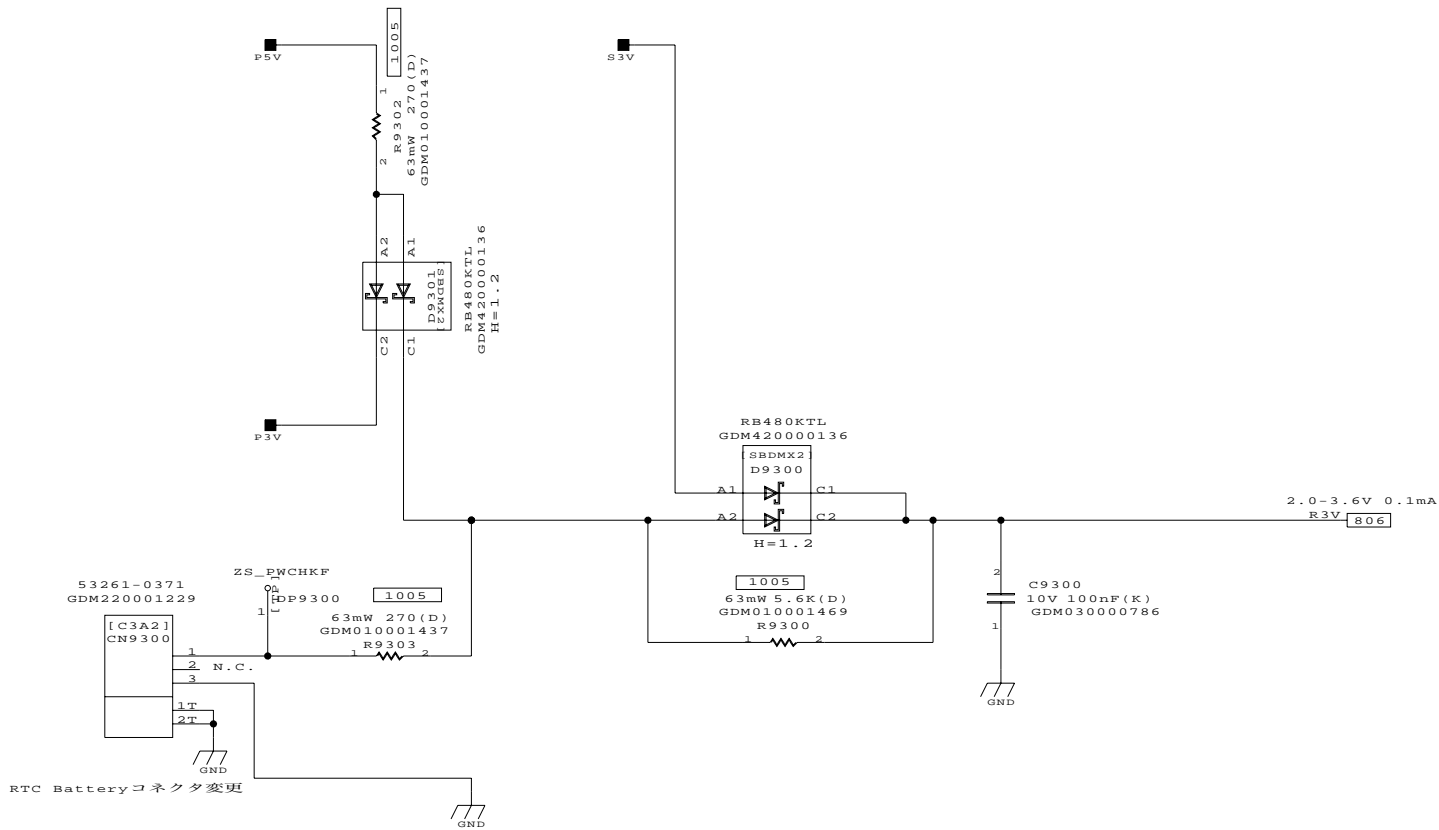 1005
P5V
S3V
1
R9302
63mW 270(D)
GDM010001437
2
A2
A1
[SBDMX2]
D9301
RB480KTL
GDM420000136
H=1.2
C2
C1
P3V
RB480KTL
GDM420000136
[SBDMX2]
D9300
A1
C1
A2
C2
H=1.2
2.0-3.6V 0.1mA
R3V
806
ZS_PWCHKF
[TP]
DP9300
1
53261-0371
GDM220001229
[C3A2]
CN9300
1
2
N.C.
3
1T
2T
GND
1005
63mW 270(D)
GDM010001437
R9303
1
2
1005
63mW 5.6K(D)
GDM010001469
R9300
1
2
2
C9300
10V 100nF(K)
GDM030000786
1
GND
RTC Batteryコネクタ変更
GND